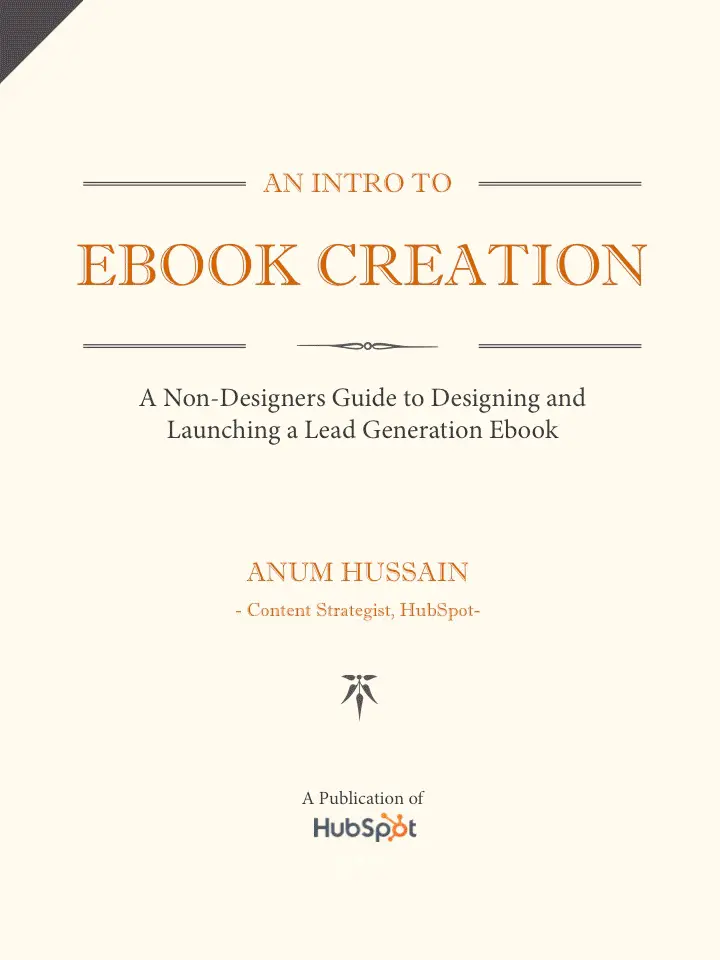 AN INTRO TO
EBOOK CREATION
A Non-Designers Guide to Designing and
Launching a Lead Generation Ebook
ANUM HUSSAIN
- Content Strategist, HubSpot-
A Publication of
HubSpot